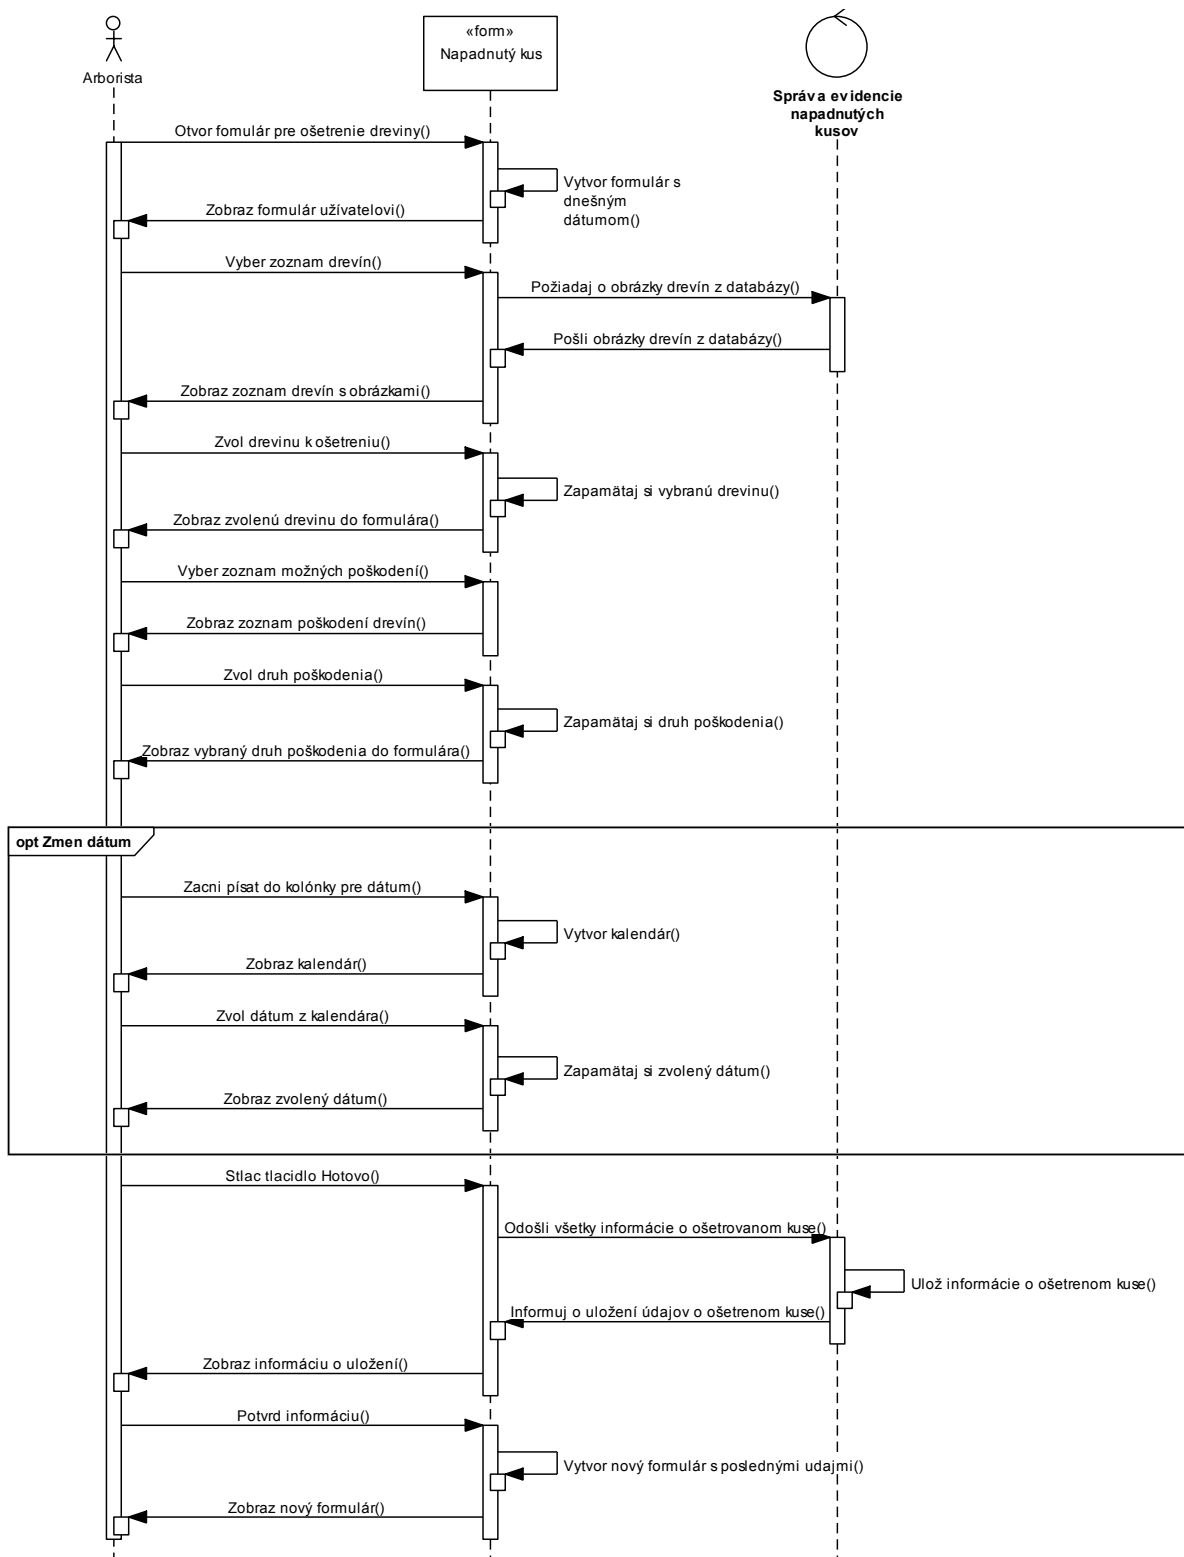 «form»
Napadnutý kus
Arborista
Správa evidencie
napadnutých
kusov
Otvor fomulár pre ošetrenie dreviny()
Vytvor formulár s
dnešným
dátumom()
Zobraz formulár užívatelovi()
Vyber zoznam drevín()
Požiadaj o obrázky drevín z databázy()
Pošli obrázky drevín z databázy()
Zobraz zoznam drevín s obrázkami()
Zvol drevinu k ošetreniu()
Zapamätaj si vybranú drevinu()
Zobraz zvolenú drevinu do formulára()
Vyber zoznam možných poškodení()
Zobraz zoznam poškodení drevín()
Zvol druh poškodenia()
Zapamätaj si druh poškodenia()
Zobraz vybraný druh poškodenia do formulára()
opt Zmen dátum
Zacni písat do kolónky pre dátum()
Vytvor kalendár()
Zobraz kalendár()
Zvol dátum z kalendára()
Zapamätaj si zvolený dátum()
Zobraz zvolený dátum()
Stlac tlacidlo Hotovo()
Odošli všetky informácie o ošetrovanom kuse()
Ulož informácie o ošetrenom kuse()
Informuj o uložení údajov o ošetrenom kuse()
Zobraz informáciu o uložení()
Potvrd informáciu()
Vytvor nový formulár s poslednými udajmi()
Zobraz nový formulár()